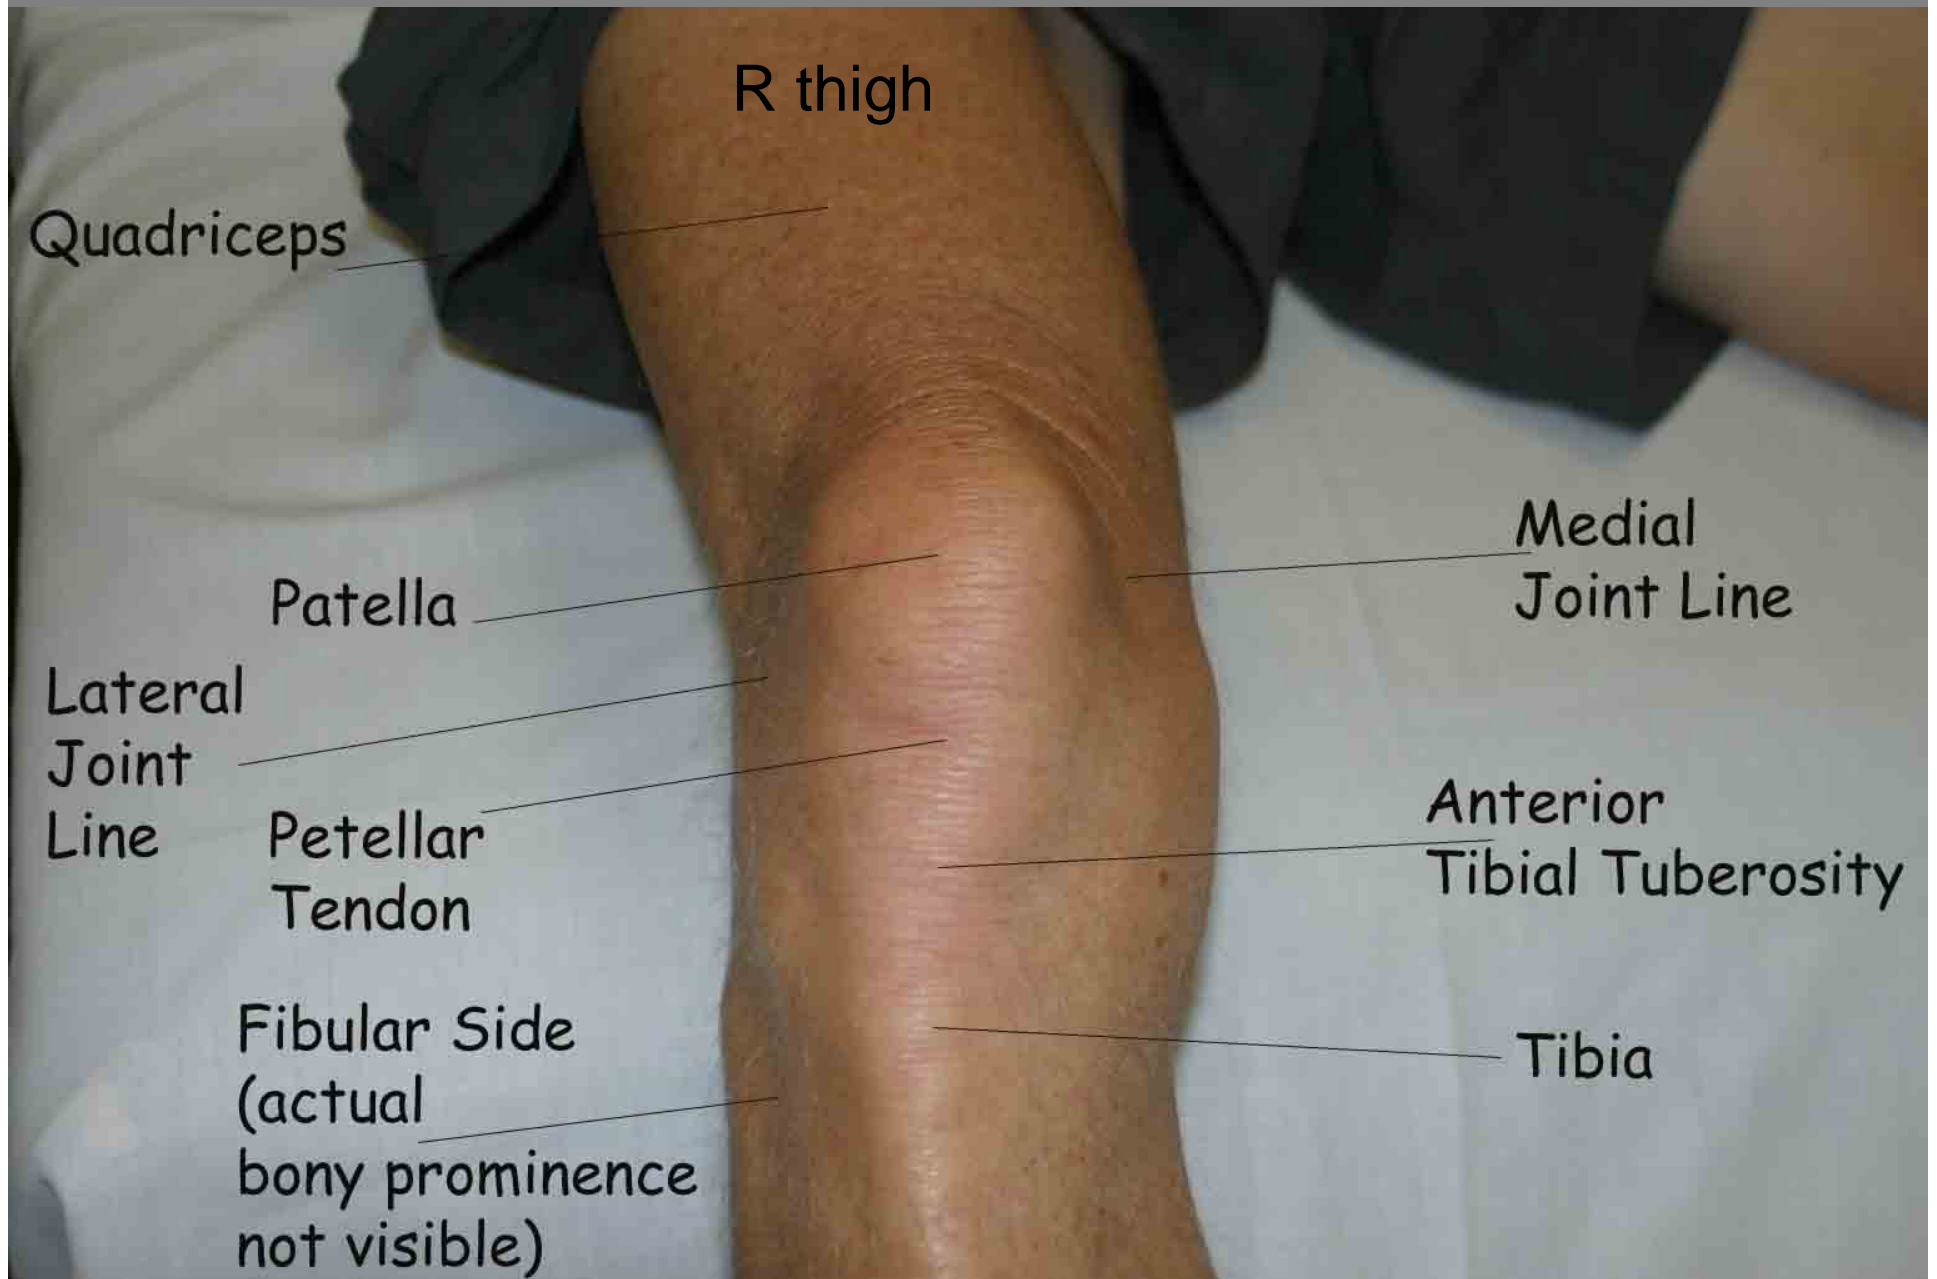 R thigh
Quadriceps
Medial
Joint Line
Patella
Lateral
Joint
Line
Petellar
Tendon
Anterior
Tibial Tuberosity
Fibular Side
(actual
bony prominence
not visible)
Tibia